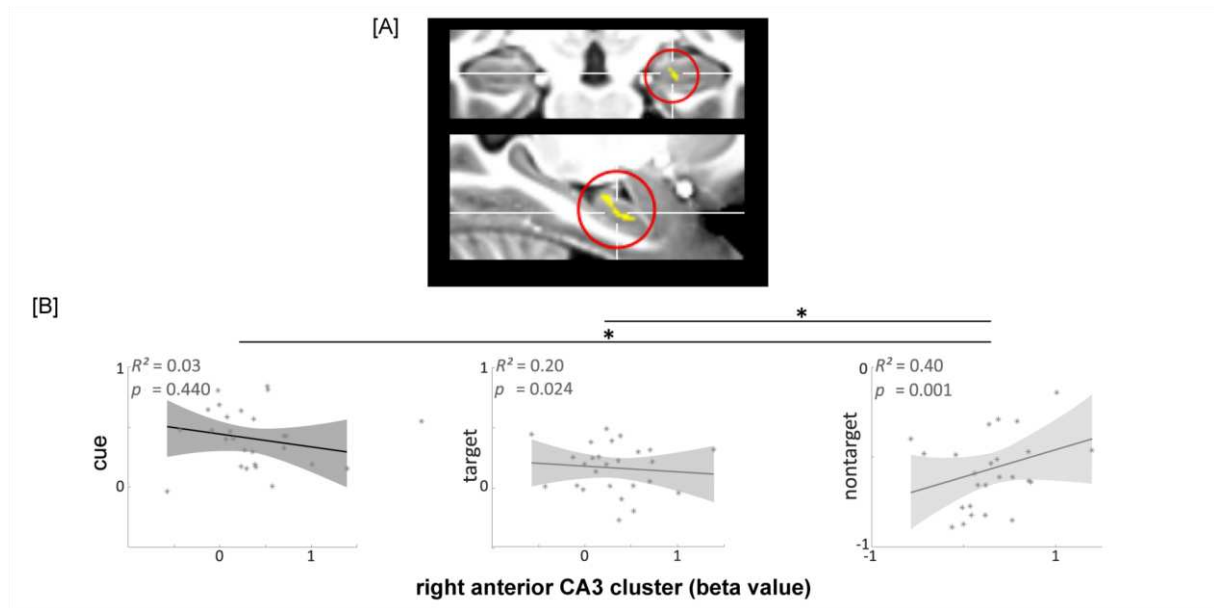 [A]
[B]
*
*
R² = 0.03
p = 0.440
1
0
cue
0
1
R² = 0.20
p = 0.024
1
0
target
0
1
R² = 0.40
p = 0.001
0
-1
nontarget
-1
1
right anterior CA3 cluster (beta value)